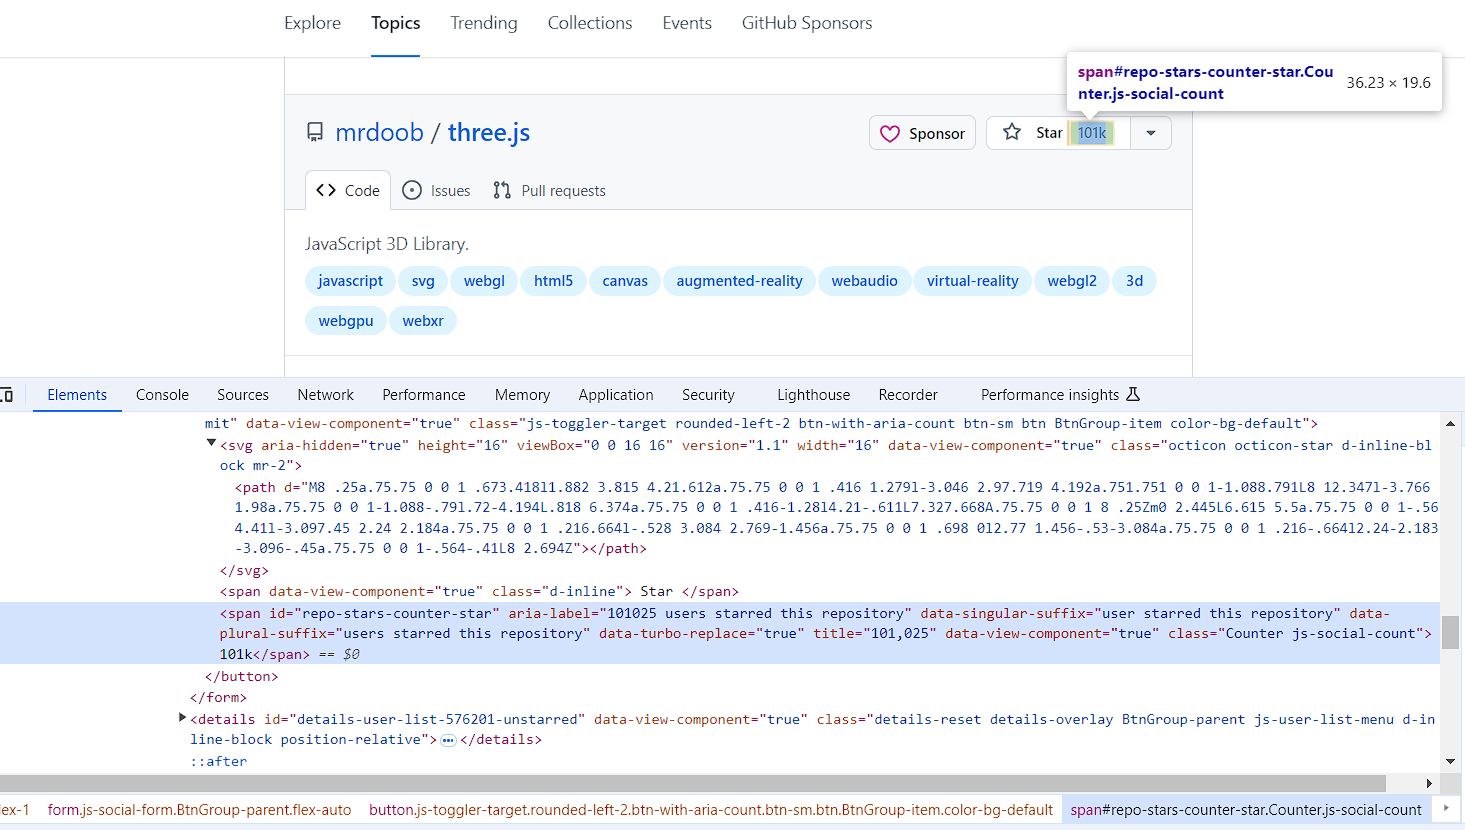 Explore Topics Trending Collections Events GitHub Sponsors
span#repo-stars-counter-star.Cou
nter.js-social-count
36.23 × 19.6
mrdoob / three.js
Sponsor
Star 101k
Code Issues Pull requests
JavaScript 3D Library.
javascript svg webgl html5 canvas augmented-reality webaudio virtual-reality webgl2 3d
webgpu webxr
Elements Console Sources Network Performance Memory Application Security Lighthouse Recorder Performance insights
mit" data-view-component="true" class="js-toggler-target rounded-left-2 btn-with-aria-count btn-sm btn BtnGroup-item color-bg-default">
<svg aria-hidden="true" height="16" viewBox="0 0 16 16" version="1.1" width="16" data-view-component="true" class="octicon octicon-star d-inline-bl
ock mr-2">
<path d="M8 .25a.75.75 0 0 1 .673.418l1.882 3.815 4.21.612a.75.75 0 0 1 .416 1.279l-3.046 2.97.719 4.192a.751.751 0 0 1-1.088.791L8 12.347l-3.766
1.98a.75.75 0 0 1-1.088-.79l.72-4.194L.818 6.374a.75.75 0 0 1 .416-1.28l4.21-.611L7.327.668A.75.75 0 0 1 8 .25Zm0 2.445L6.615 5.5a.75.75 0 0 1-.56
4.41l-3.097.45 2.24 2.184a.75.75 0 0 1 .216.664l-.528 3.084 2.769-1.456a.75.75 0 0 1 .698 0l2.77 1.456-.53-3.084a.75.75 0 0 1 .216-.664l2.24-2.183
-3.096-.45a.75.75 0 0 1-.564-.41L8 2.694Z"></path>
</svg>
<span data-view-component="true" class="d-inline"> Star </span>
<span id="repo-stars-counter-star" aria-label="101025 users starred this repository" data-singular-suffix="user starred this repository" data-
plural-suffix="users starred this repository" data-turbo-replace="true" title="101,025" data-view-component="true" class="Counter js-social-count">
101k</span> == $0
</button>
</form>
<details id="details-user-list-576201-unstarred" data-view-component="true" class="details-reset details-overlay BtnGroup-parent js-user-list-menu d-in
line-block position-relative">…</details>
::after
lex-1 form.js-social-form.BtnGroup-parent.flex-auto button.js-toggler-target.rounded-left-2.btn-with-aria-count.btn-sm.btn.BtnGroup-item.color-bg-default span#repo-stars-counter-star.Counter.js-social-count